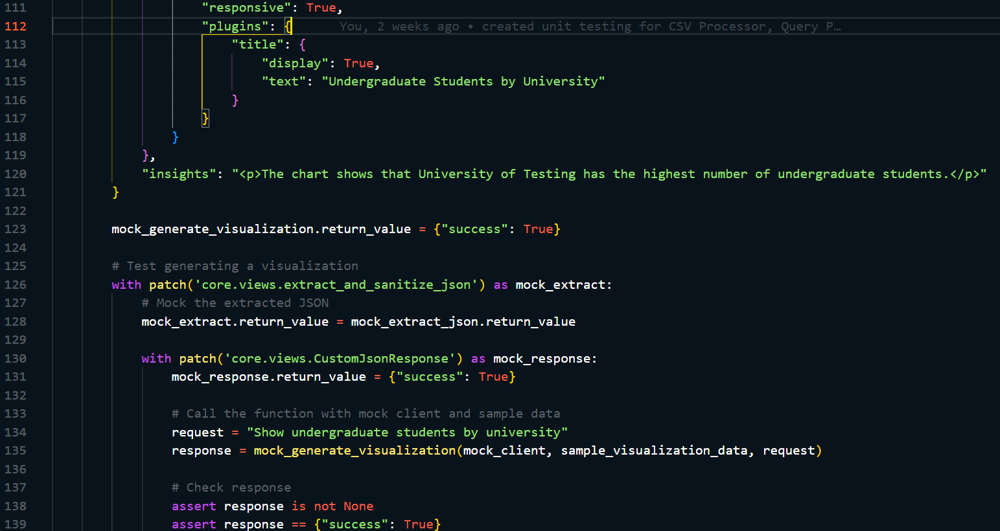 111 "responsive": True,
112 "plugins": { You, 2 weeks ago • created unit testing for CSV Processor, Query P…
113 "title": {
114 "display": True,
115 "text": "Undergraduate Students by University"
116 }
117 }
118 }
119 },
120 "insights": "<p>The chart shows that University of Testing has the highest number of undergraduate students.</p>"
121 }
122
123 mock_generate_visualization.return_value = {"success": True}
124
125 # Test generating a visualization
126 with patch('core.views.extract_and_sanitize_json') as mock_extract:
127 # Mock the extracted JSON
128 mock_extract.return_value = mock_extract_json.return_value
129
130 with patch('core.views.CustomJsonResponse') as mock_response:
131 mock_response.return_value = {"success": True}
132
133 # Call the function with mock client and sample data
134 request = "Show undergraduate students by university"
135 response = mock_generate_visualization(mock_client, sample_visualization_data, request)
136
137 # Check response
138 assert response is not None
139 assert response == {"success": True}